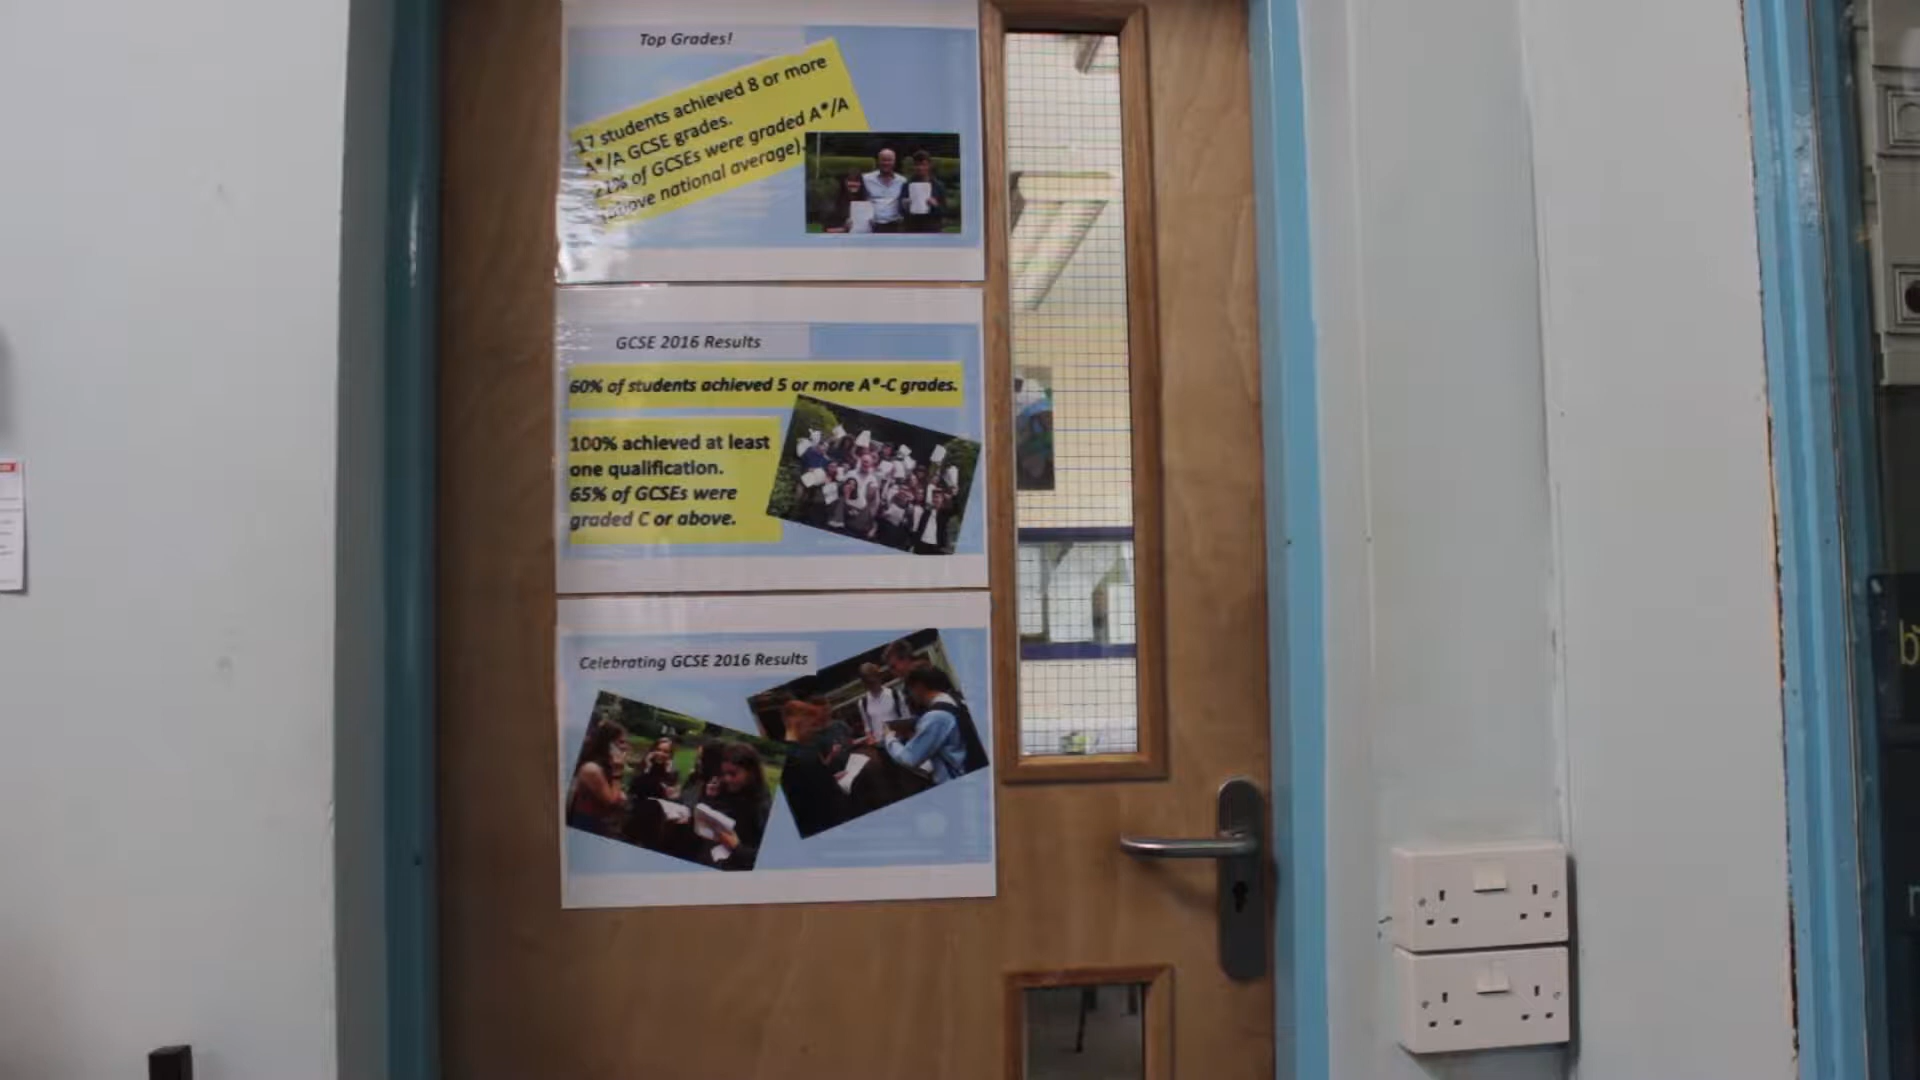 Top Grades!
17 students achieved 8 or more
A*/A GCSE grades.
21% of GCSEs were graded A*/A
(above national average).
GCSE 2016 Results
60% of students achieved 5 or more A*-C grades.
100% achieved at least
one qualification.
65% of GCSEs were
graded C or above.
Celebrating GCSE 2016 Results